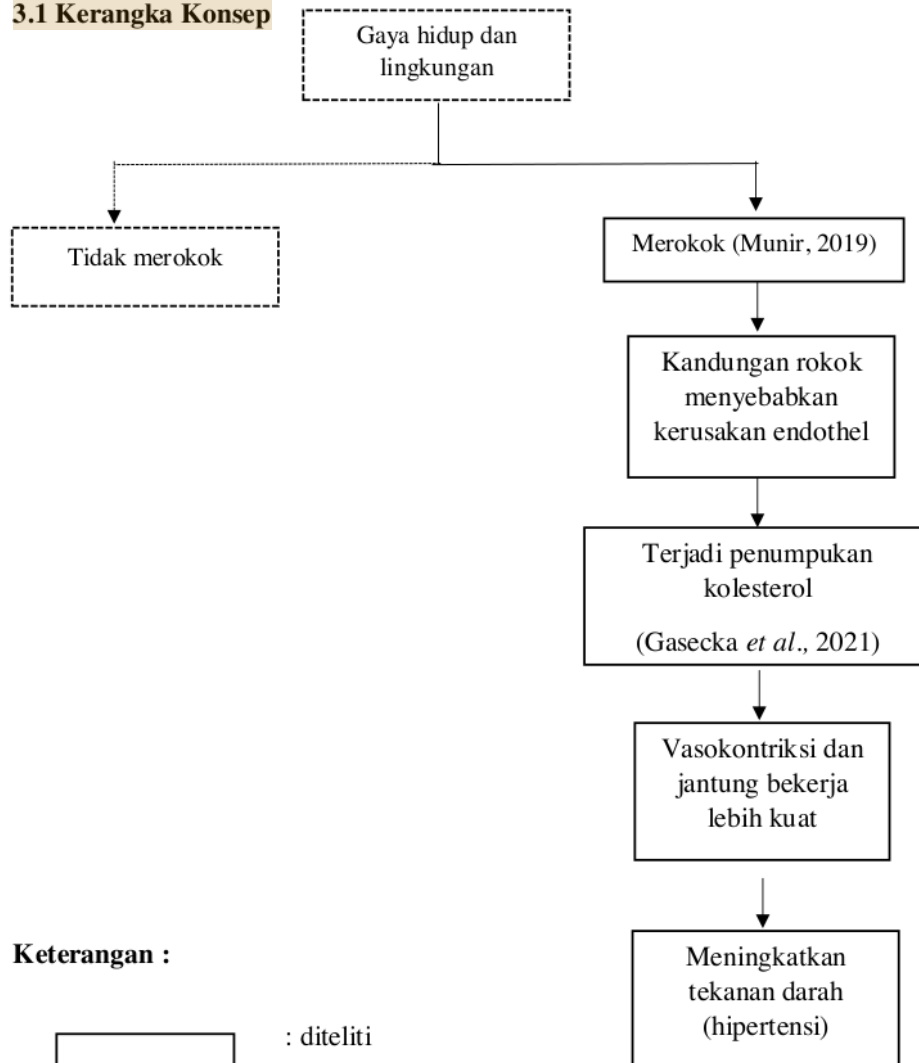 3.1 Kerangka Konsep
Gaya hidup dan
lingkungan
Tidak merokok
Merokok (Munir, 2019)
Kandungan rokok
menyebabkan
kerusakan endothel
Terjadi penumpukan
kolesterol
(Gasecka et al., 2021)
Vasokontriksi dan
jantung bekerja
lebih kuat
Meningkatkan
tekanan darah
(hipertensi)
Keterangan :
: diteliti